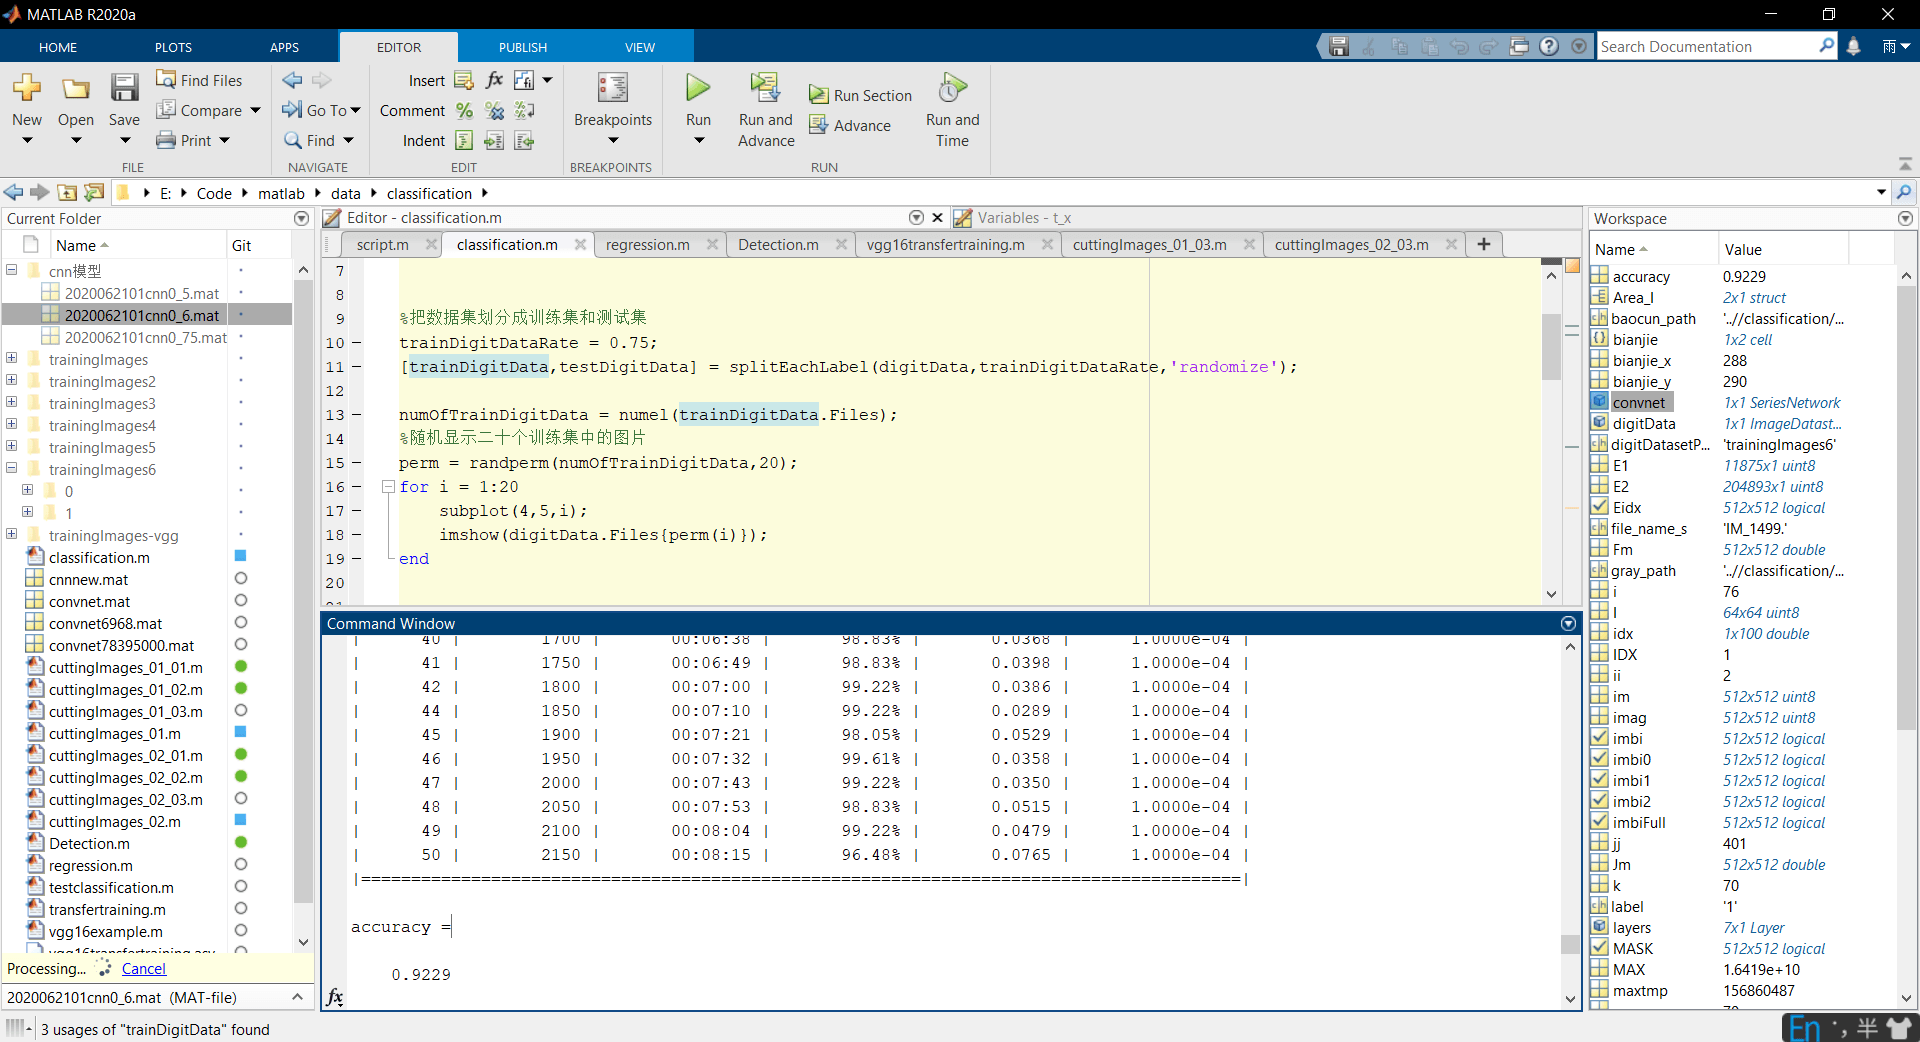 MATLAB R2020a
HOME PLOTS APPS EDITOR PUBLISH VIEW
Search Documentation
雨
New
Open
Save
Find Files
Compare
Print
FILE
Go To
Find
NAVIGATE
Insert
fx
Comment
Indent
EDIT
Breakpoints
BREAKPOINTS
Run
Run and Advance
Run Section
Advance
Run and Time
RUN
E: Code matlab data classification
Current Folder
Name Git
cnn模型
2020062101cnn0_5.mat
2020062101cnn0_6.mat
2020062101cnn0_75.mat
trainingImages
trainingImages2
trainingImages3
trainingImages4
trainingImages5
trainingImages6
0
1
trainingImages-vgg
classification.m
cnnnew.mat
convnet.mat
convnet6968.mat
convnet78395000.mat
cuttingImages_01_01.m
cuttingImages_01_02.m
cuttingImages_01_03.m
cuttingImages_01.m
cuttingImages_02_01.m
cuttingImages_02_02.m
cuttingImages_02_03.m
cuttingImages_02.m
Detection.m
regression.m
testclassification.m
transfertraining.m
vgg16example.m
Processing... Cancel
2020062101cnn0_6.mat (MAT-file)
3 usages of "trainDigitData" found
Editor - classification.m
Variables - t_x
script.m classification.m regression.m Detection.m vgg16transfertraining.m cuttingImages_01_03.m cuttingImages_02_03.m
7
8
9 %把数据集划分成训练集和测试集
10 trainDigitDataRate = 0.75;
11 [trainDigitData,testDigitData] = splitEachLabel(digitData,trainDigitDataRate,'randomize');
12
13 numOfTrainDigitData = numel(trainDigitData.Files);
14 %随机显示二十个训练集中的图片
15 perm = randperm(numOfTrainDigitData,20);
16 for i = 1:20
17 subplot(4,5,i);
18 imshow(digitData.Files{perm(i)});
19 end
20
Command Window
| 40 | 1700 | 00:06:38 | 98.83% | 0.0368 | 1.0000e-04 |
| 41 | 1750 | 00:06:49 | 98.83% | 0.0398 | 1.0000e-04 |
| 42 | 1800 | 00:07:00 | 99.22% | 0.0386 | 1.0000e-04 |
| 44 | 1850 | 00:07:10 | 99.22% | 0.0289 | 1.0000e-04 |
| 45 | 1900 | 00:07:21 | 98.05% | 0.0529 | 1.0000e-04 |
| 46 | 1950 | 00:07:32 | 99.61% | 0.0358 | 1.0000e-04 |
| 47 | 2000 | 00:07:43 | 99.22% | 0.0350 | 1.0000e-04 |
| 48 | 2050 | 00:07:53 | 98.83% | 0.0515 | 1.0000e-04 |
| 49 | 2100 | 00:08:04 | 99.22% | 0.0479 | 1.0000e-04 |
| 50 | 2150 | 00:08:15 | 96.48% | 0.0765 | 1.0000e-04 |
|========================================================================================|
accuracy =
0.9229
fx
Workspace
Name Value
accuracy 0.9229
Area_I 2x1 struct
baocun_path '..//classification/...
bianjie 1x2 cell
bianjie_x 288
bianjie_y 290
convnet 1x1 SeriesNetwork
digitData 1x1 ImageDatast...
digitDatasetP... 'trainingImages6'
E1 11875x1 uint8
E2 204893x1 uint8
Eidx 512x512 logical
file_name_s 'IM_1499.'
Fm 512x512 double
gray_path '..//classification/...
i 76
I 64x64 uint8
idx 1x100 double
IDX 1
ii 2
im 512x512 uint8
imag 512x512 uint8
imbi 512x512 logical
imbi0 512x512 logical
imbi1 512x512 logical
imbi2 512x512 logical
imbiFull 512x512 logical
jj 401
Jm 512x512 double
k 70
label '1'
layers 7x1 Layer
MASK 512x512 logical
MAX 1.6419e+10
maxtmp 156860487
En 半